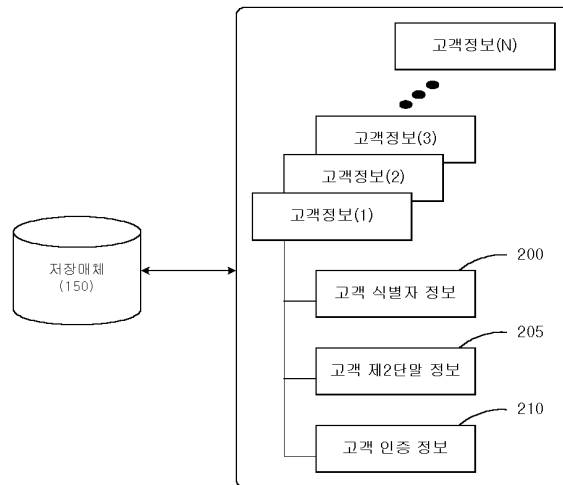 고객정보(N)
고객정보(3)
고객정보(2)
고객정보(1)
저장매체
(150)
200
고객 식별자 정보
205
고객 제2단말 정보
210
고객 인증 정보